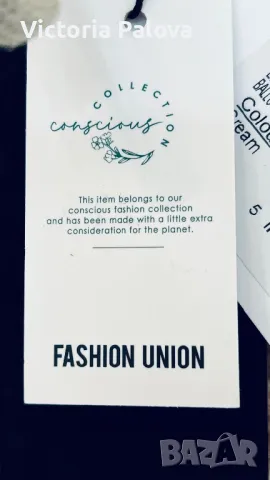 Victoria Palova
COLLECTION
conscious
This item belongs to our
conscious fashion collection
and has been made with a little extra
consideration for the planet.
FASHION UNION
Cream
5
BAZAR